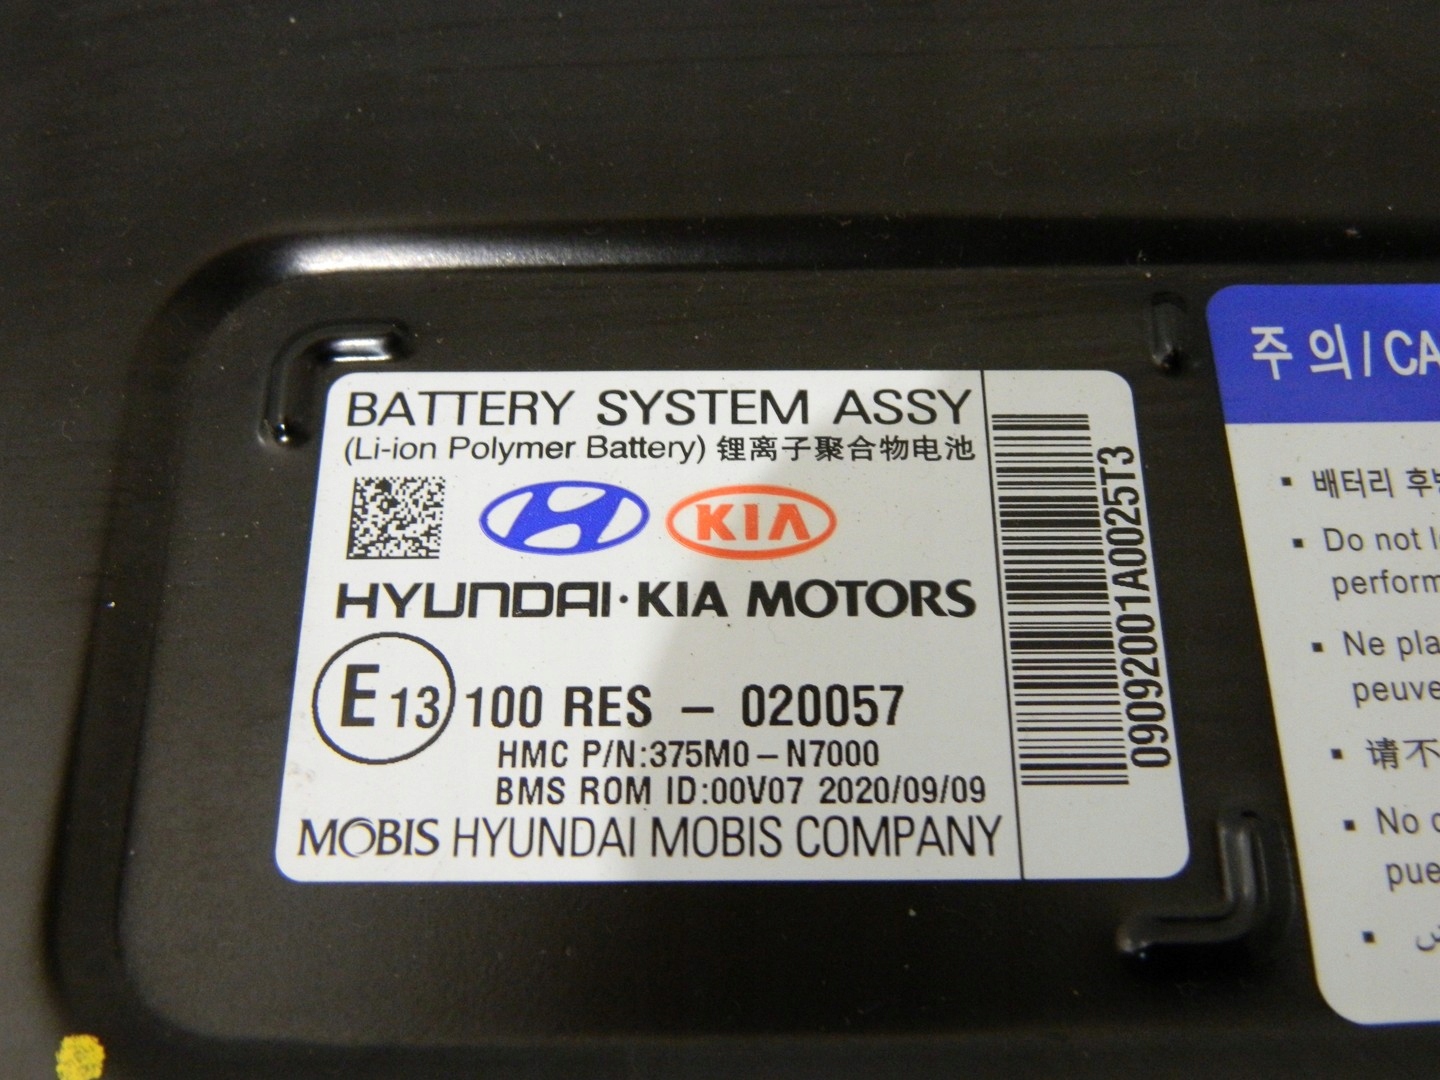 BATTERY SYSTEM ASSY
(Li-ion Polymer Battery) 锂离子聚合物电池
KIA
HYUNDAI·KIA MOTORS
E13 100 RES - 020057
HMC P/N:375M0-N7000
BMS ROM ID:00V07 2020/09/09
MOBIS HYUNDAI MOBIS COMPANY
09092001A0025T3
주의/CA
▪ 배터리
▪ Do not
perform
▪ Ne pla
peuve
▪ 请不
▪ No
pue